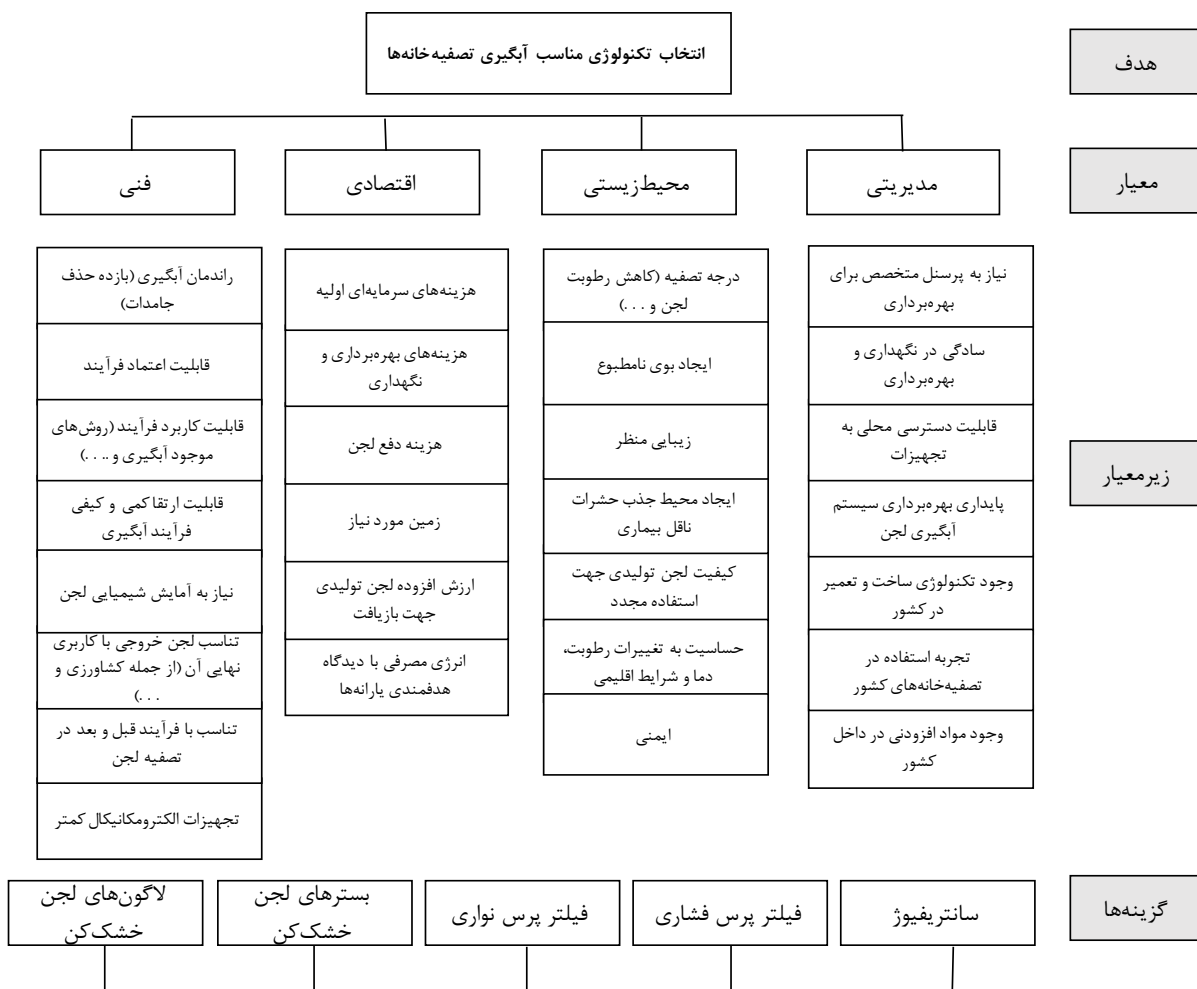 هدف
انتخاب تکنولوژی مناسب آبگیری تصفیه‌خانه‌ها
معیار
مدیریتی
محیط‌زیستی
اقتصادی
فنی
زیرمعیار
نیاز به پرسنل متخصص برای
بهره‌برداری
سادگی در نگهداری و
بهره‌برداری
قابلیت دسترسی محلی به
تجهیزات
پایداری بهره‌برداری سیستم
آبگیری لجن
وجود تکنولوژی ساخت و تعمیر
در کشور
تجربه استفاده در
تصفیه‌خانه‌های کشور
وجود مواد افزودنی در داخل
کشور
درجه تصفیه (کاهش رطوبت
لجن و . . .)
ایجاد بوی نامطبوع
زیبایی منظر
ایجاد محیط جذب حشرات
ناقل بیماری
کیفیت لجن تولیدی جهت
استفاده مجدد
حساسیت به تغییرات رطوبت،
دما و شرایط اقلیمی
ایمنی
هزینه‌های سرمایه‌ای اولیه
هزینه‌های بهره‌برداری و
نگهداری
هزینه دفع لجن
زمین مورد نیاز
ارزش افزوده لجن تولیدی
جهت بازیافت
انرژی مصرفی با دیدگاه
هدفمندی یارانه‌ها
راندمان آبگیری (بازده حذف
جامدات)
قابلیت اعتماد فرآیند
قابلیت کاربرد فرآیند (روش‌های
موجود آبگیری و .. . .)
قابلیت ارتقا کمی و کیفی
فرآیند آبگیری
نیاز به آمایش شیمیایی لجن
تناسب لجن خروجی با کاربری
نهایی آن (از جمله کشاورزی و
. . .)
تناسب با فرآیند قبل و بعد در
تصفیه لجن
تجهیزات الکترومکانیکال کمتر
گزینه‌ها
سانتریفیوژ
فیلتر پرس فشاری
فیلتر پرس نواری
بسترهای لجن
خشک‌کن
لاگون‌های لجن
خشک‌کن